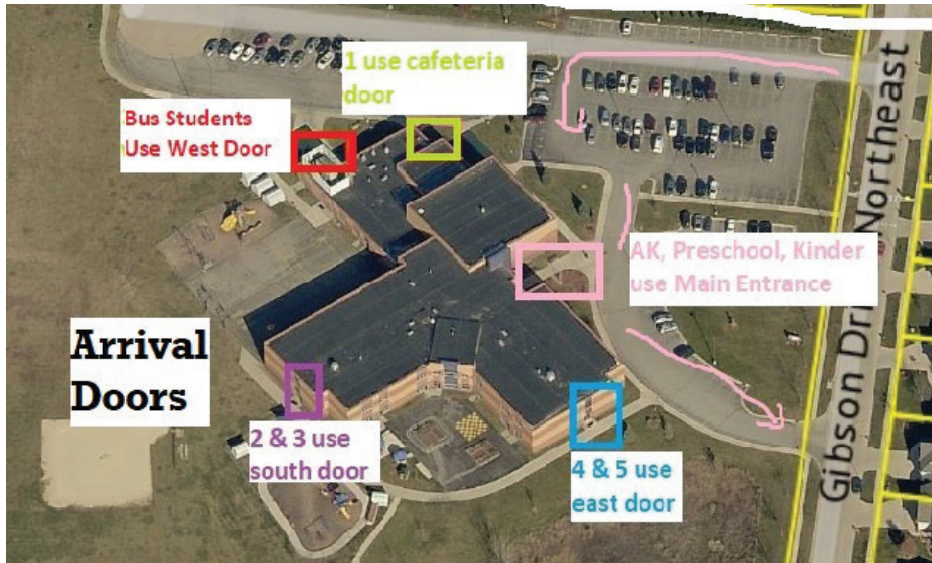 1 use cafeteria
door
Bus Students
Use West Door
AK, Preschool, Kinder
use Main Entrance
Arrival
Doors
2 & 3 use
south door
4 & 5 use
east door
Gibson Dri Northeast